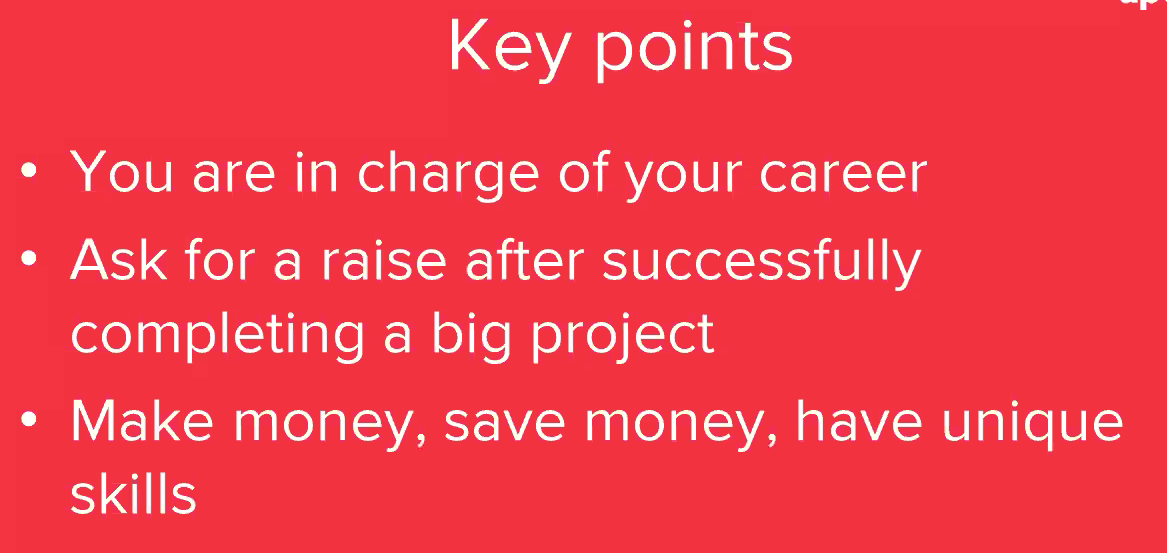 Key points
• You are in charge of your career
• Ask for a raise after successfully
completing a big project
• Make money, save money, have unique
skills